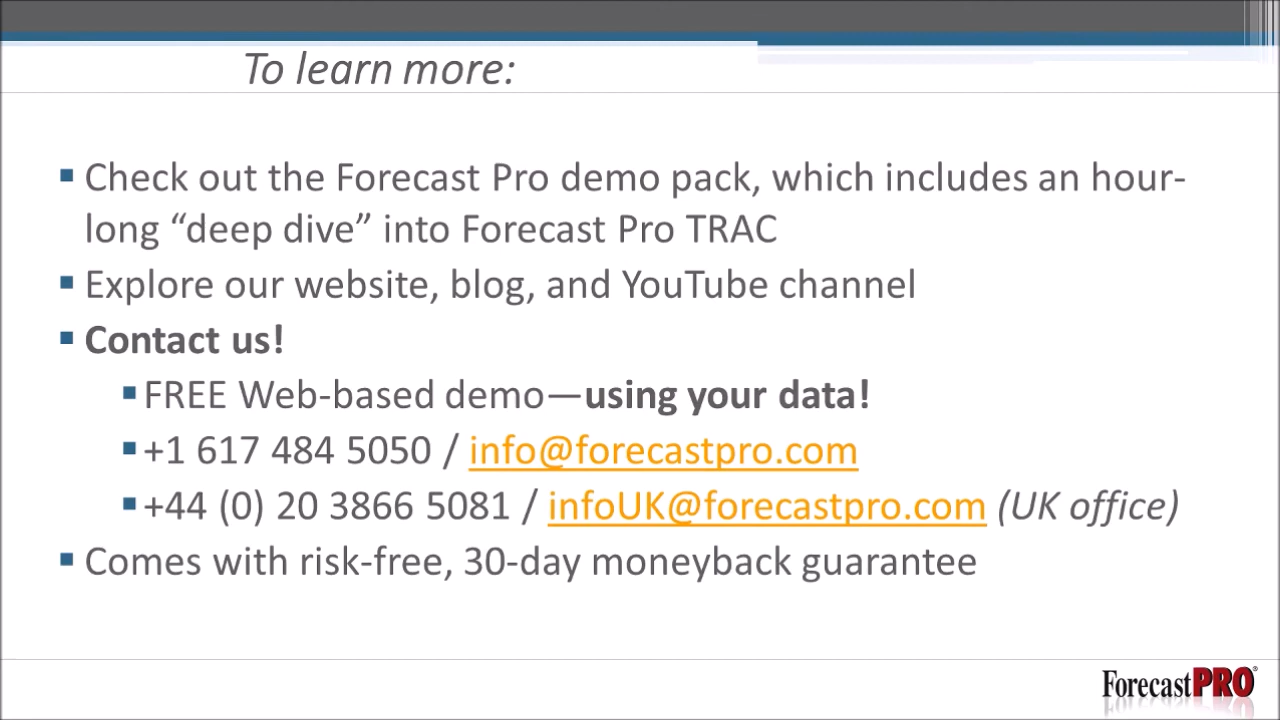 To learn more:
Check out the Forecast Pro demo pack, which includes an hour-
long “deep dive” into Forecast Pro TRAC
Explore our website, blog, and YouTube channel
Contact us!
FREE Web-based demo—using your data!
+1 617 484 5050 / info@forecastpro.com
+44 (0) 20 3866 5081 / infoUK@forecastpro.com (UK office)
Comes with risk-free, 30-day moneyback guarantee
ForecastPRO®